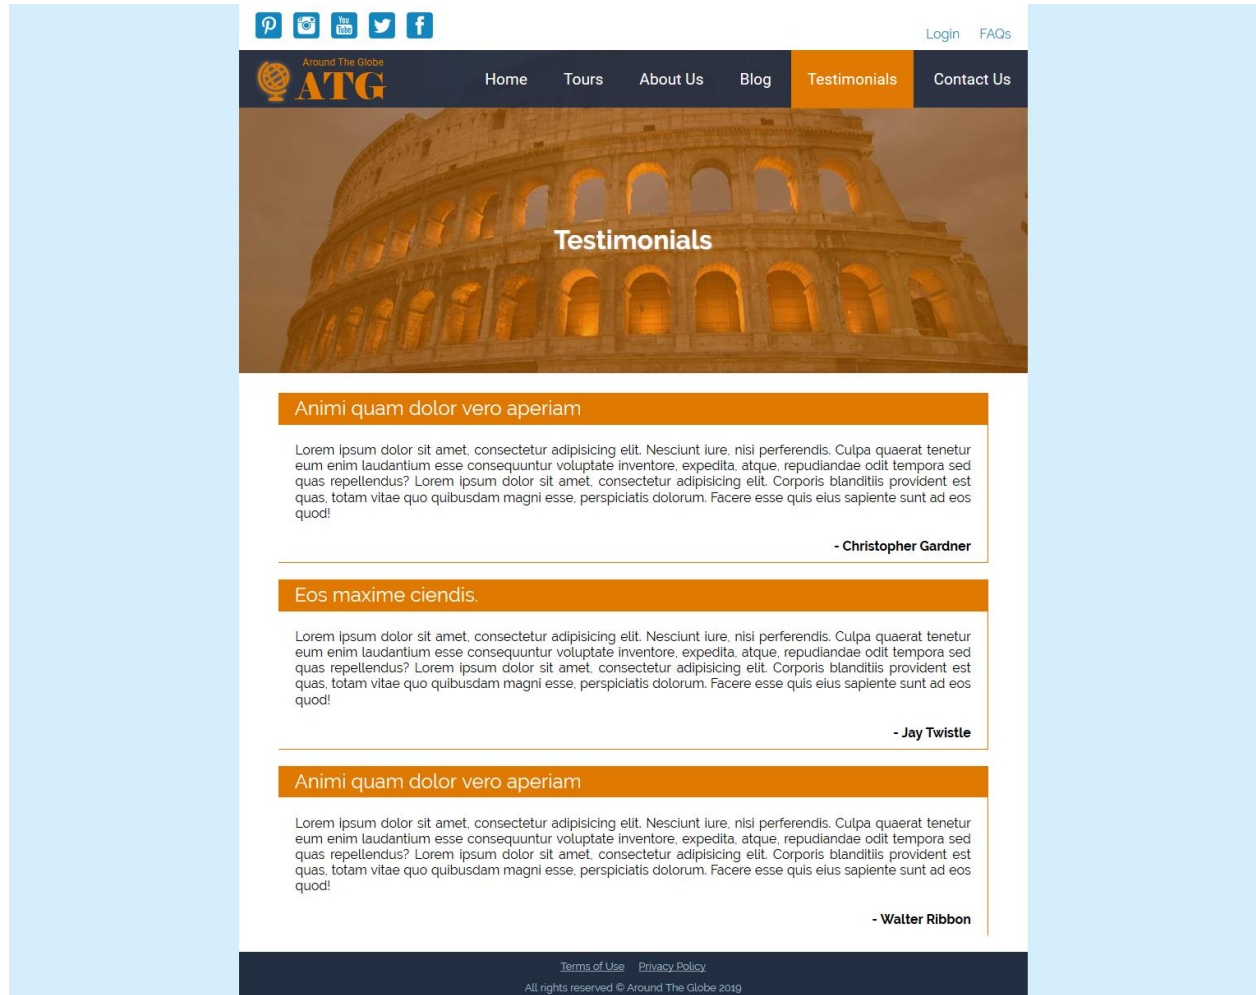 You
Tube
Login FAQs
Around The Globe
ATG
Home Tours About Us Blog Testimonials Contact Us
Testimonials
Animi quam dolor vero aperiam
Lorem ipsum dolor sit amet, consectetur adipisicing elit. Nesciunt iure, nisi perferendis. Culpa quaerat tenetur
eum enim laudantium esse consequuntur voluptate inventore, expedita, atque, repudiandae odit tempora sed
quas repellendus? Lorem ipsum dolor sit amet, consectetur adipisicing elit. Corporis blanditiis provident est
quas, totam vitae quo quibusdam magni esse, perspiciatis dolorum. Facere esse quis eius sapiente sunt ad eos
quod!
- Christopher Gardner
Eos maxime ciendis.
Lorem ipsum dolor sit amet, consectetur adipisicing elit. Nesciunt iure, nisi perferendis. Culpa quaerat tenetur
eum enim laudantium esse consequuntur voluptate inventore, expedita, atque, repudiandae odit tempora sed
quas repellendus? Lorem ipsum dolor sit amet, consectetur adipisicing elit. Corporis blanditiis provident est
quas, totam vitae quo quibusdam magni esse, perspiciatis dolorum. Facere esse quis eius sapiente sunt ad eos
quod!
- Jay Twistle
Animi quam dolor vero aperiam
Lorem ipsum dolor sit amet, consectetur adipisicing elit. Nesciunt iure, nisi perferendis. Culpa quaerat tenetur
eum enim laudantium esse consequuntur voluptate inventore, expedita, atque, repudiandae odit tempora sed
quas repellendus? Lorem ipsum dolor sit amet, consectetur adipisicing elit. Corporis blanditiis provident est
quas, totam vitae quo quibusdam magni esse, perspiciatis dolorum. Facere esse quis eius sapiente sunt ad eos
quod!
- Walter Ribbon
Terms of Use Privacy Policy
All rights reserved © Around The Globe 2019